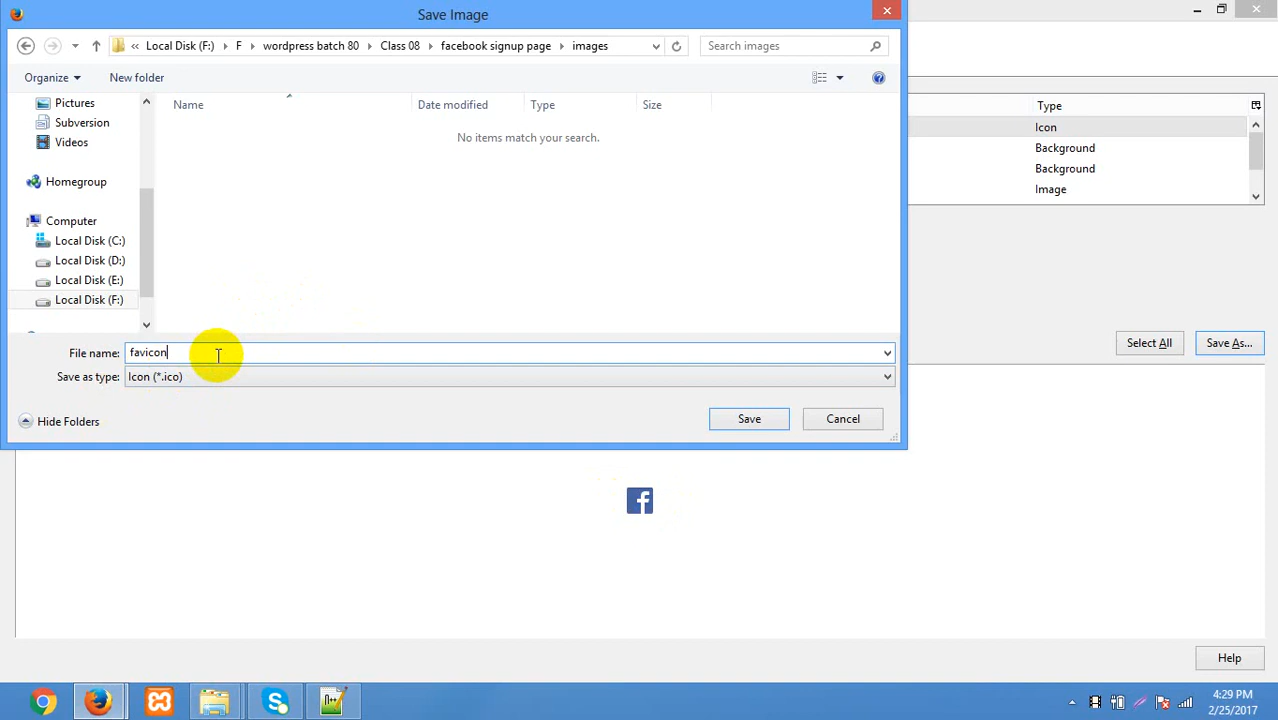 Save Image
Local Disk (F:) F wordpress batch 80 Class 08 facebook signup page images
Search images
Organize
New folder
Pictures
Subversion
Videos
Homegroup
Computer
Local Disk (C:)
Local Disk (D:)
Local Disk (E:)
Local Disk (F:)
Name Date modified Type Size
No items match your search.
File name: favicon
Save as type: Icon (*.ico)
Hide Folders
Save Cancel
Type
Icon
Background
Background
Image
Select All Save As...
f
Help
4:29 PM
2/25/2017